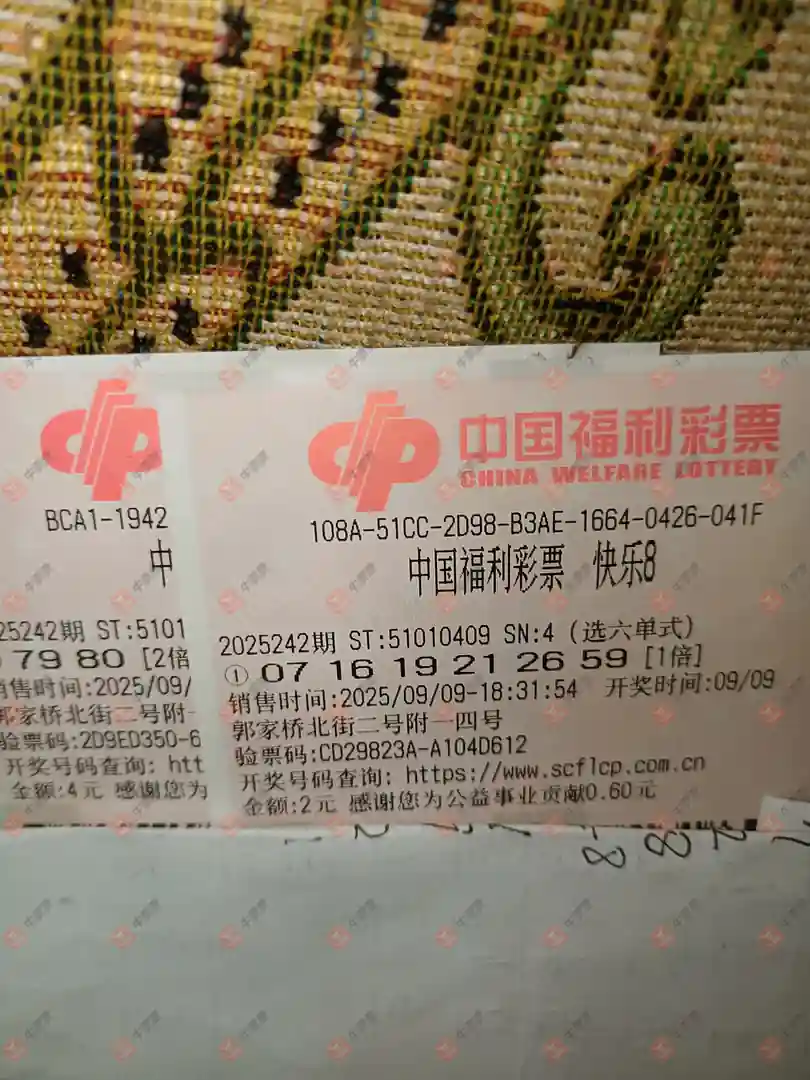 BCA1-1942
中
25242期 ST:5101
79 80 [2倍
销售时间:2025/09/
郭家桥北街二号附一
验票码:2D9ED350-6
开奖号码查询: htt
金额:4元 感谢您为
中国福利彩票
CHINA WELFARE LOTTERY
108A-51CC-2D98-B3AE-1664-0426-041F
中国福利彩票 快乐8
2025242期 ST:51010409 SN:4 (选六单式)
① 07 16 19 21 26 59 [1倍]
销售时间:2025/09/09-18:31:54 开奖时间:09/09
郭家桥北街二号附一四号
验票码:CD29823A-A104D612
开奖号码查询: https://www.scflcp.com.cn
金额:2元 感谢您为公益事业贡献0.60元